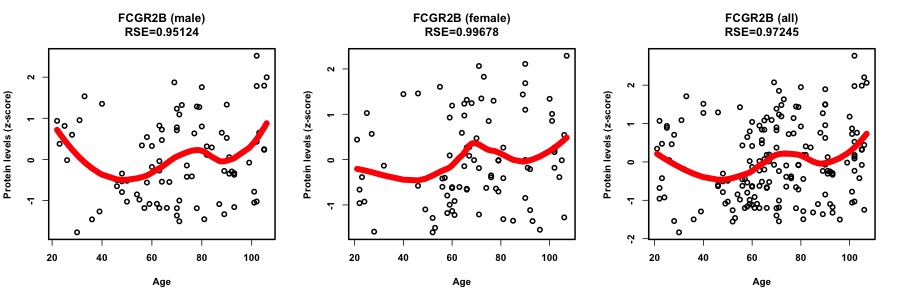 FCGR2B (male)
RSE=0.95124
Protein levels (z-score)
2
1
0
-1
20 40 60 80 100
Age
FCGR2B (female)
RSE=0.99678
Protein levels (z-score)
2
1
0
-1
20 40 60 80 100
Age
FCGR2B (all)
RSE=0.97245
Protein levels (z-score)
2
1
0
-1
-2
20 40 60 80 100
Age